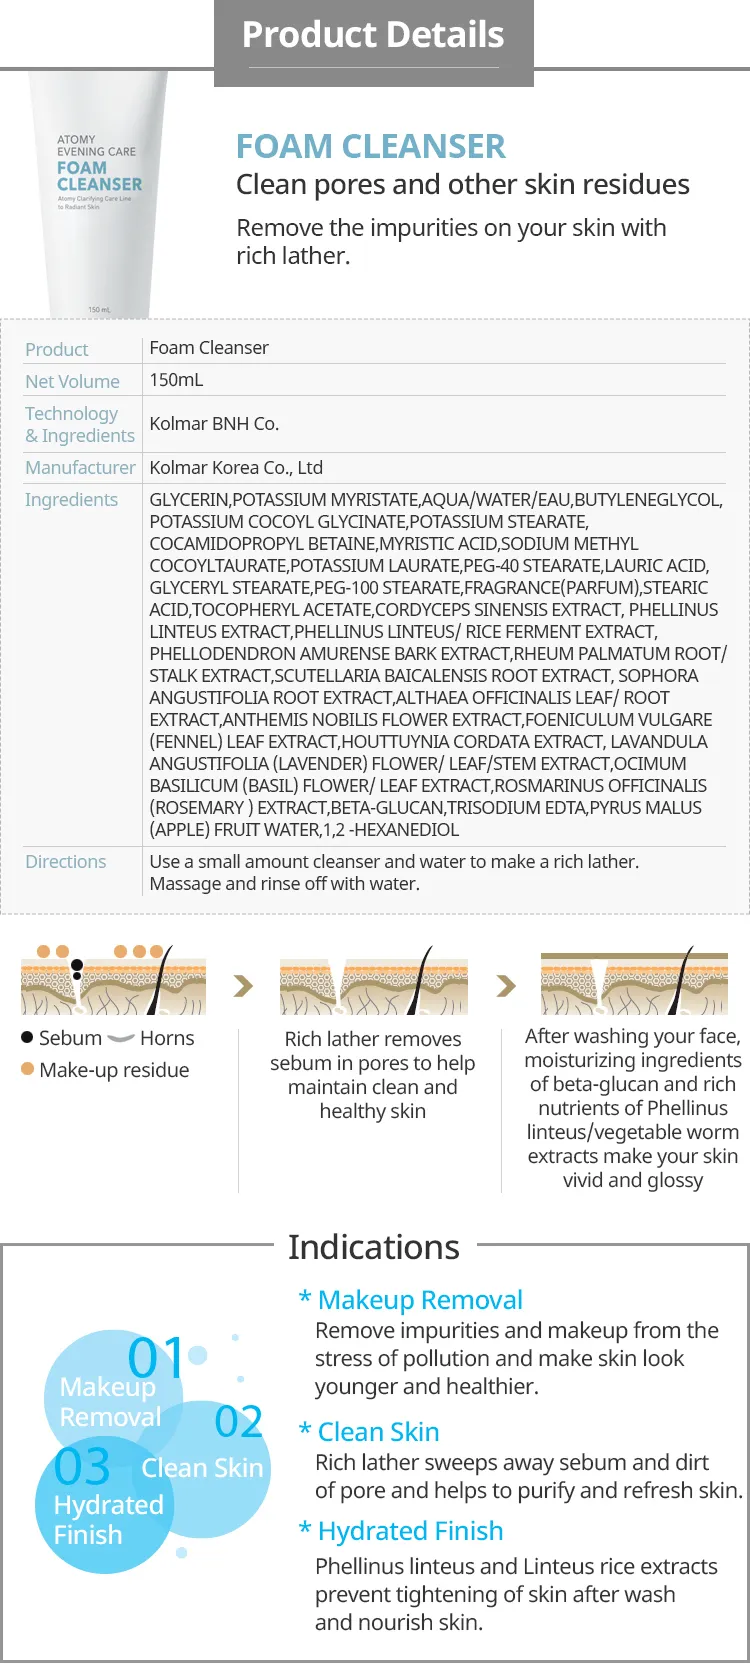 Product Details
ATOMY
EVENING CARE
FOAM
CLEANSER
Atomy Clarifying Care Line
to Radiant Skin
150 mL
FOAM CLEANSER
Clean pores and other skin residues
Remove the impurities on your skin with
rich lather.
Product Foam Cleanser
Net Volume 150mL
Technology
& Ingredients Kolmar BNH Co.
Manufacturer Kolmar Korea Co., Ltd
Ingredients GLYCERIN,POTASSIUM MYRISTATE,AQUA/WATER/EAU,BUTYLENEGLYCOL,
POTASSIUM COCOYL GLYCINATE,POTASSIUM STEARATE,
COCAMIDOPROPYL BETAINE,MYRISTIC ACID,SODIUM METHYL
COCOYLTAURATE,POTASSIUM LAURATE,PEG-40 STEARATE,LAURIC ACID,
GLYCERYL STEARATE,PEG-100 STEARATE,FRAGRANCE(PARFUM),STEARIC
ACID,TOCOPHERYL ACETATE,CORDYCEPS SINENSIS EXTRACT, PHELLINUS
LINTEUS EXTRACT,PHELLINUS LINTEUS/ RICE FERMENT EXTRACT,
PHELLODENDRON AMURENSE BARK EXTRACT,RHEUM PALMATUM ROOT/
STALK EXTRACT,SCUTELLARIA BAICALENSIS ROOT EXTRACT, SOPHORA
ANGUSTIFOLIA ROOT EXTRACT,ALTHAEA OFFICINALIS LEAF/ ROOT
EXTRACT,ANTHEMIS NOBILIS FLOWER EXTRACT,FOENICULUM VULGARE
(FENNEL) LEAF EXTRACT,HOUTTUYNIA CORDATA EXTRACT, LAVANDULA
ANGUSTIFOLIA (LAVENDER) FLOWER/ LEAF/STEM EXTRACT,OCIMUM
BASILICUM (BASIL) FLOWER/ LEAF EXTRACT,ROSMARINUS OFFICINALIS
(ROSEMARY ) EXTRACT,BETA-GLUCAN,TRISODIUM EDTA,PYRUS MALUS
(APPLE) FRUIT WATER,1,2 -HEXANEDIOL
Directions Use a small amount cleanser and water to make a rich lather.
Massage and rinse off with water.
Sebum Horns
Make-up residue
Rich lather removes
sebum in pores to help
maintain clean and
healthy skin
After washing your face,
moisturizing ingredients
of beta-glucan and rich
nutrients of Phellinus
linteus/vegetable worm
extracts make your skin
vivid and glossy
Indications
01
Makeup
Removal
02
Clean Skin
03
Hydrated
Finish
* Makeup Removal
Remove impurities and makeup from the
stress of pollution and make skin look
younger and healthier.
* Clean Skin
Rich lather sweeps away sebum and dirt
of pore and helps to purify and refresh skin.
* Hydrated Finish
Phellinus linteus and Linteus rice extracts
prevent tightening of skin after wash
and nourish skin.